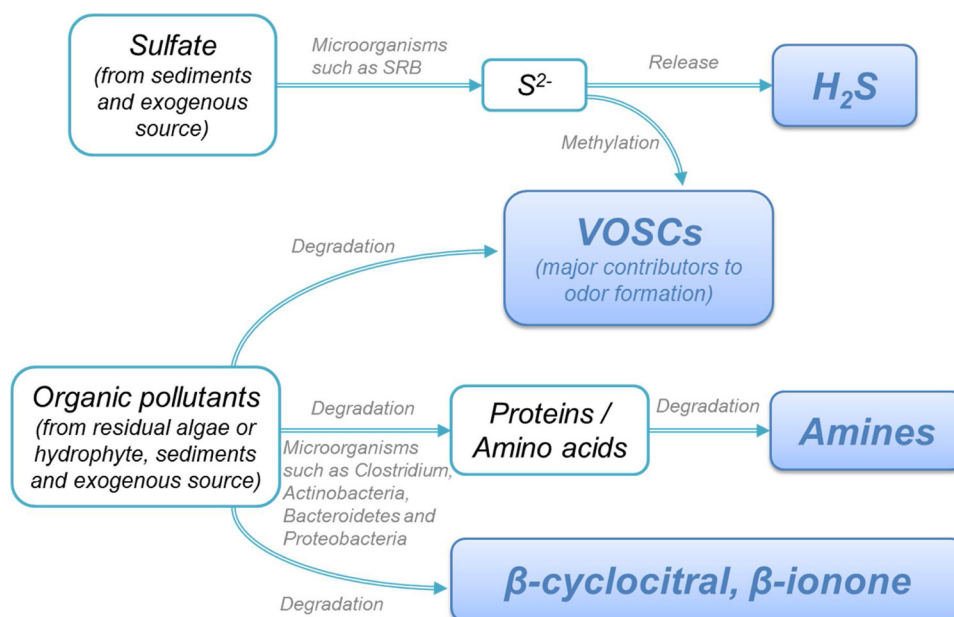 Sulfate
(from sediments
and exogenous
source)
Microorganisms
such as SRB
S²⁻
Release
H₂S
Methylation
VOSCs
(major contributors to
odor formation)
Degradation
Organic pollutants
(from residual algae or
hydrophyte, sediments
and exogenous source)
Degradation
Microorganisms
such as Clostridium,
Actinobacteria,
Bacteroidetes and
Proteobacteria
Proteins /
Amino acids
Degradation
Amines
Degradation
β-cyclocitral, β-ionone